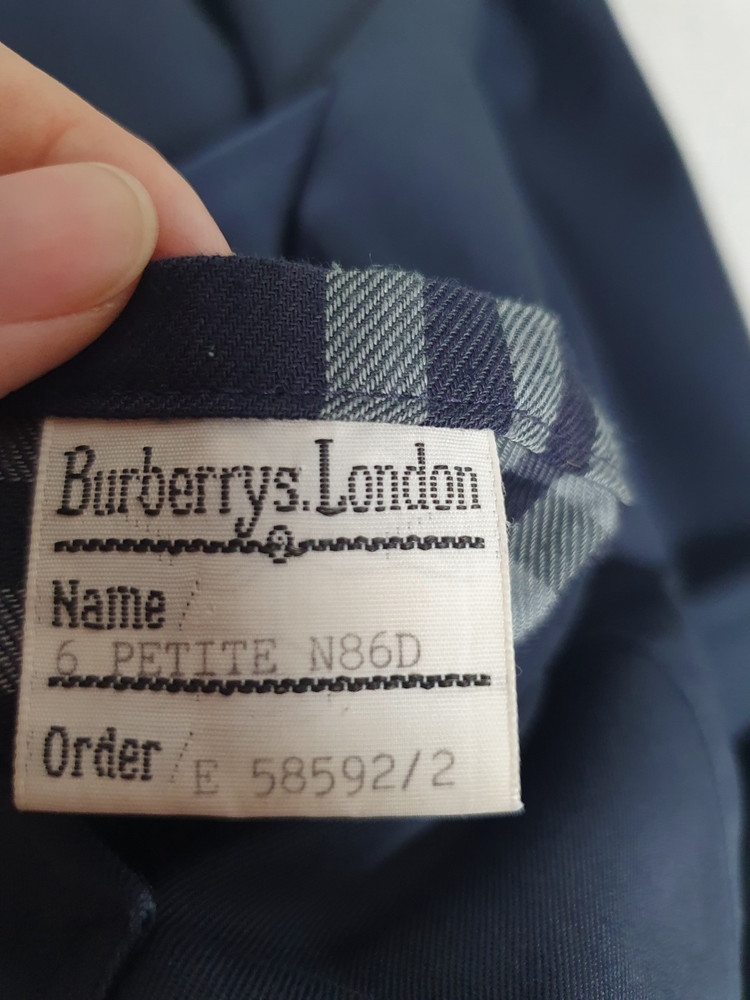 Burberrys.London
Name
6 PETITE N86D
Order E 58592/2